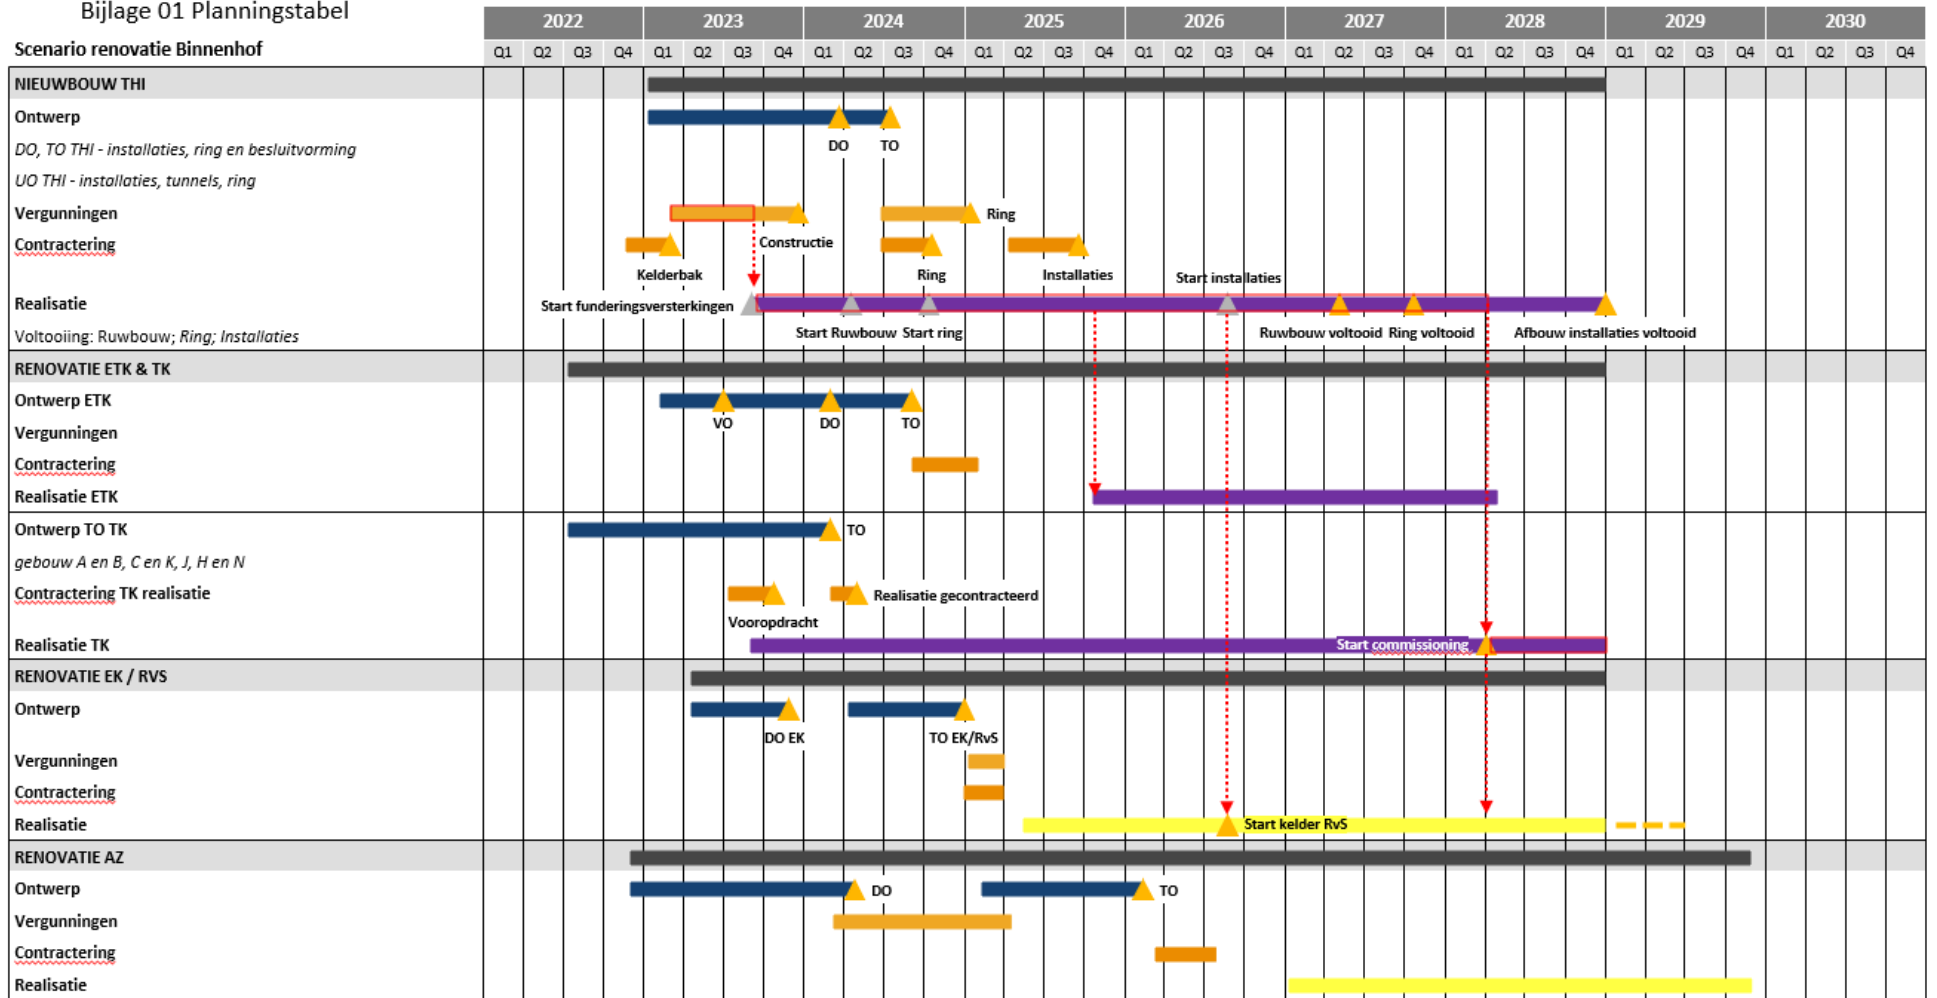 Bijlage 01 Planningstabel
2022 2023 2024 2025 2026 2027 2028 2029 2030
Scenario renovatie Binnenhof Q1 Q2 Q3 Q4 Q1 Q2 Q3 Q4 Q1 Q2 Q3 Q4 Q1 Q2 Q3 Q4 Q1 Q2 Q3 Q4 Q1 Q2 Q3 Q4 Q1 Q2 Q3 Q4 Q1 Q2 Q3 Q4 Q1 Q2 Q3 Q4
NIEUWBOUW THI
Ontwerp
DO, TO THI - installaties, ring en besluitvorming DO TO
UO THI - installaties, tunnels, ring
Vergunningen Ring
Contractering Constructie
Kelderbak Ring Installaties Start installaties
Realisatie Start funderingsversterkingen
Voltooiing: Ruwbouw; Ring; Installaties Start Ruwbouw Start ring Ruwbouw voltooid Ring voltooid Afbouw installaties voltooid
RENOVATIE ETK & TK
Ontwerp ETK
VO DO TO
Vergunningen
Contractering
Realisatie ETK
Ontwerp TO TK TO
gebouw A en B, C en K, J, H en N
Contractering TK realisatie Realisatie gecontracteerd
Vooropdracht
Realisatie TK Start commissioning
RENOVATIE EK / RVS
Ontwerp
DO EK TO EK/RvS
Vergunningen
Contractering
Realisatie Start kelder RvS
RENOVATIE AZ
Ontwerp DO TO
Vergunningen
Contractering
Realisatie